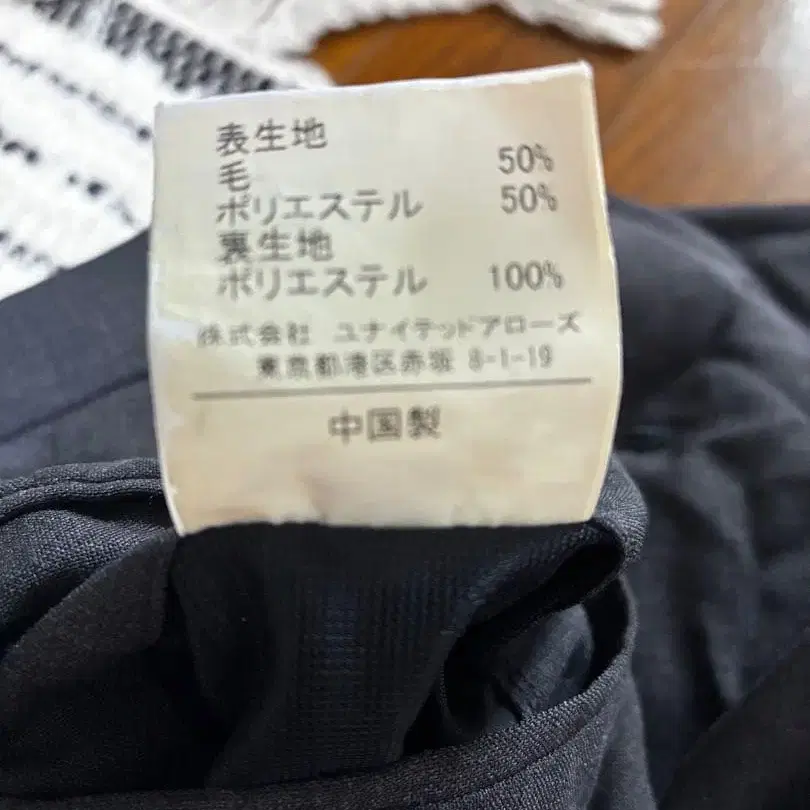 表生地
毛 50%
ポリエステル 50%
裏生地
ポリエステル 100%
株式会社 ユナイテッドアローズ
東京都港区赤坂 8-1-19
中国製